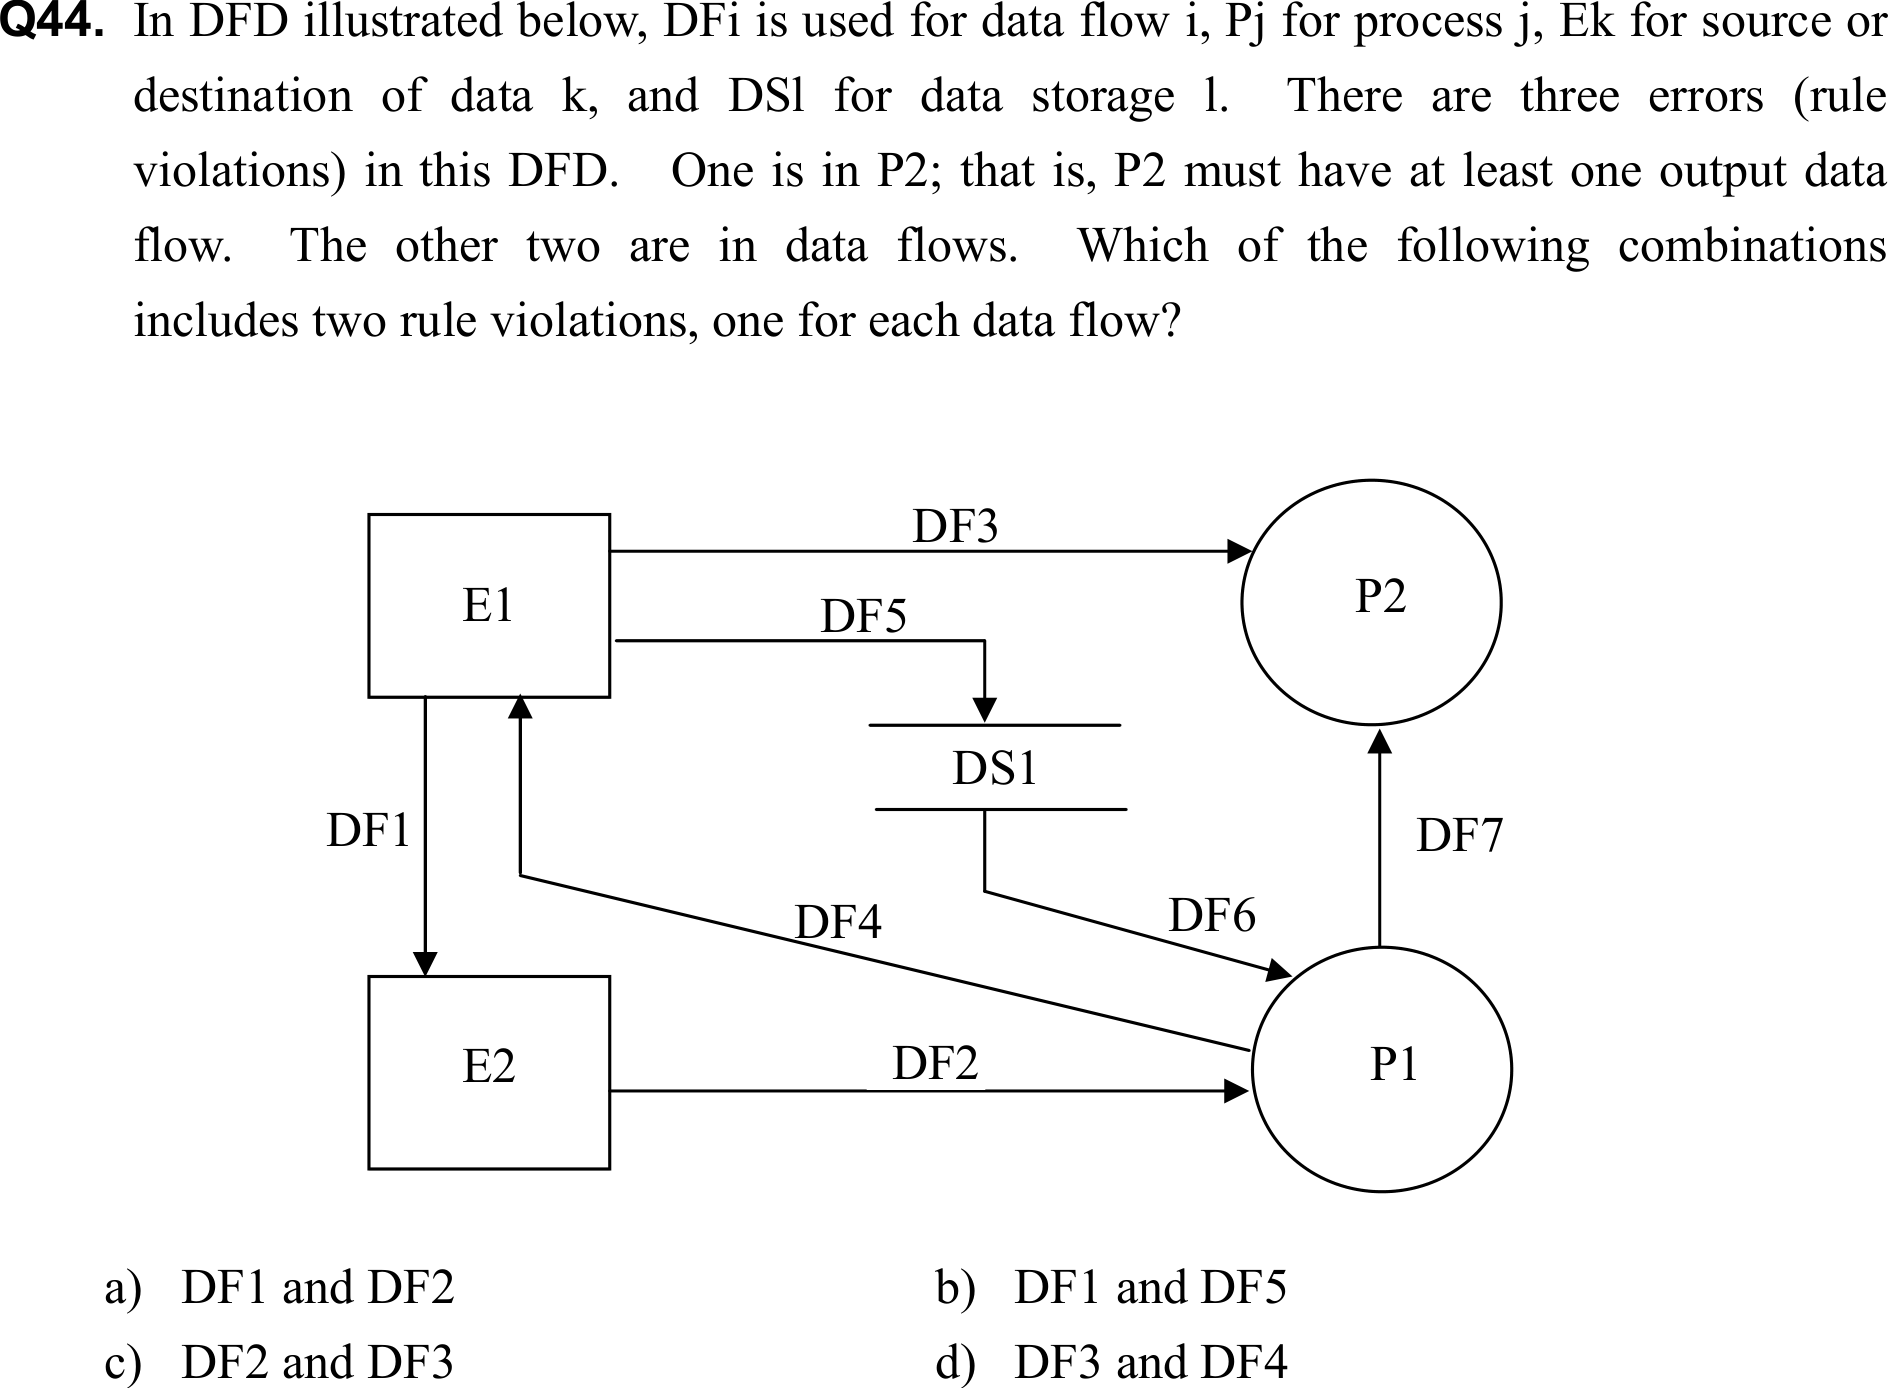 Q44. In DFD illustrated below, DFi is used for data flow i, Pj for process j, Ek for source or
destination of data k, and DSl for data storage l. There are three errors (rule
violations) in this DFD. One is in P2; that is, P2 must have at least one output data
flow. The other two are in data flows. Which of the following combinations
includes two rule violations, one for each data flow?
DF3
P2
E1
DF5
DS1
DF1
DF7
DF4
DF6
E2
DF2
P1
a) DF1 and DF2
b) DF1 and DF5
c) DF2 and DF3
d) DF3 and DF4